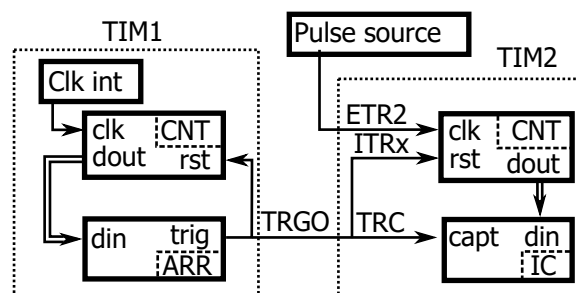 TIM1
Pulse source
TIM2
Clk int
clk CNT
dout rst
ETR2
ITRx
clk CNT
rst dout
din trig
ARR
TRGO
TRC
capt din
IC